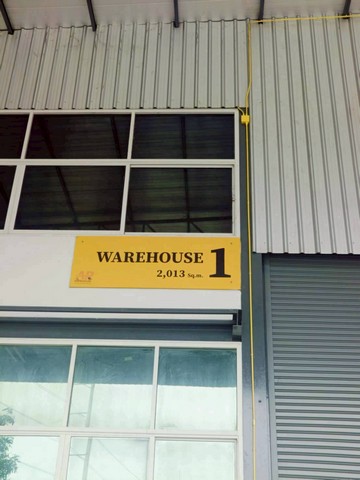 WAREHOUSE 1
2,013 Sq.m.